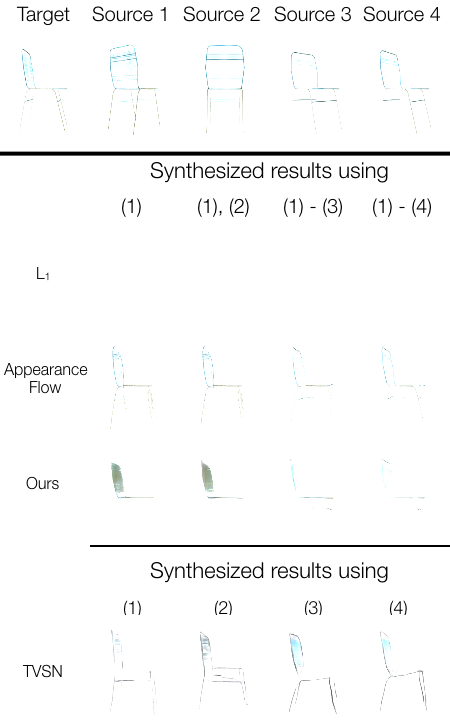 Target Source 1 Source 2 Source 3 Source 4
Synthesized results using
(1) (1), (2) (1) - (3) (1) - (4)
L₁
Appearance
Flow
Ours
Synthesized results using
(1) (2) (3) (4)
TVSN